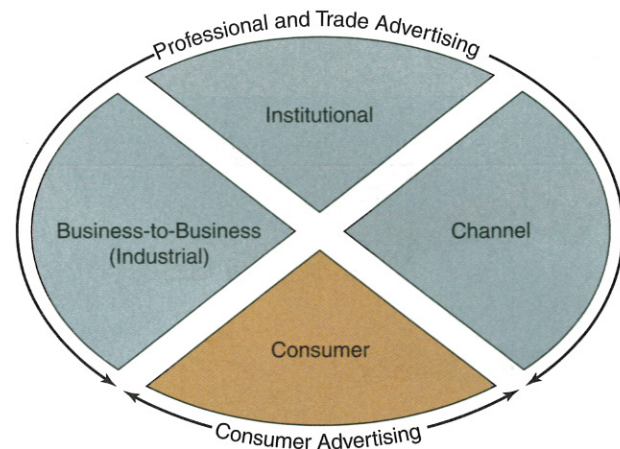 Professional and Trade Advertising
Institutional
Business-to-Business
(Industrial)
Channel
Consumer
Consumer Advertising